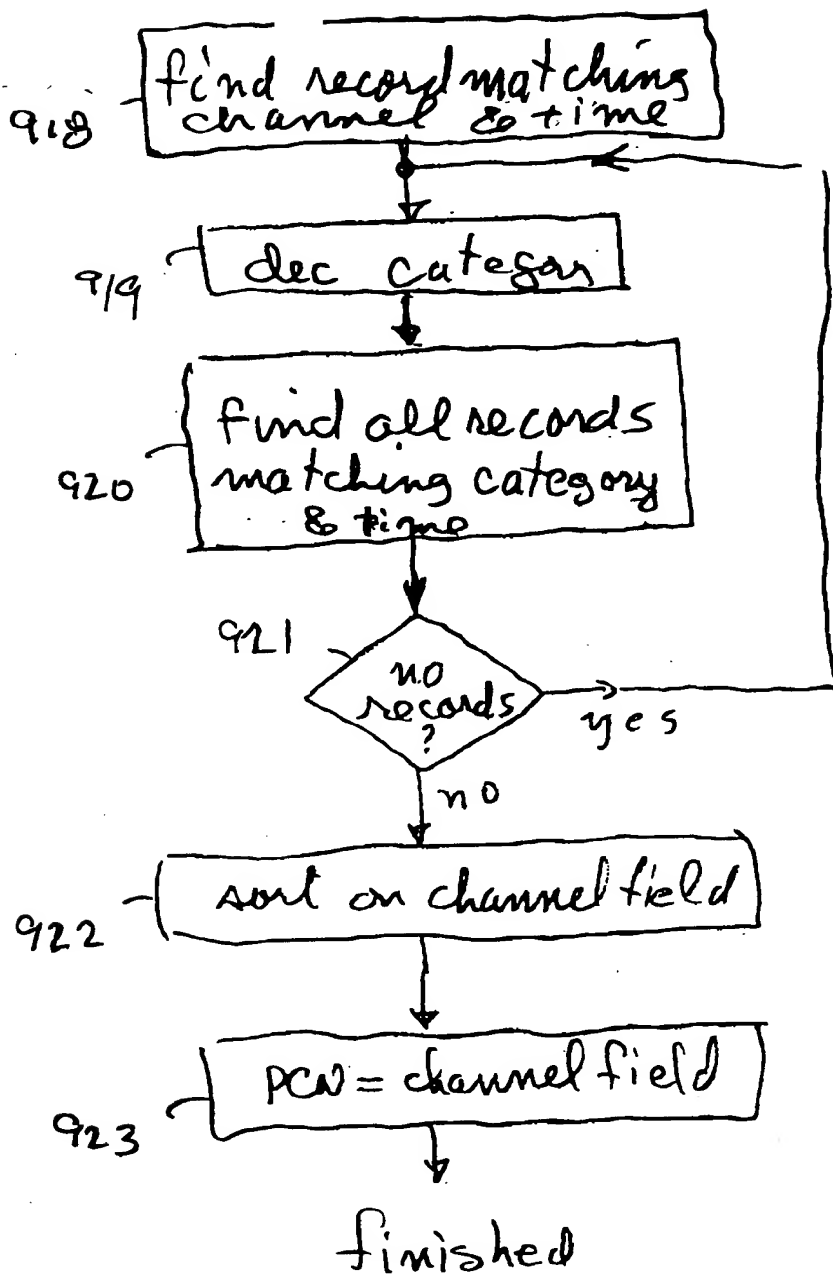 find record matching
channel & time
918
dec categor
919
find all records
matching category
& time
920
921
no
records
?
yes
no
sort on channel field
922
PCN = channel field
923
finished